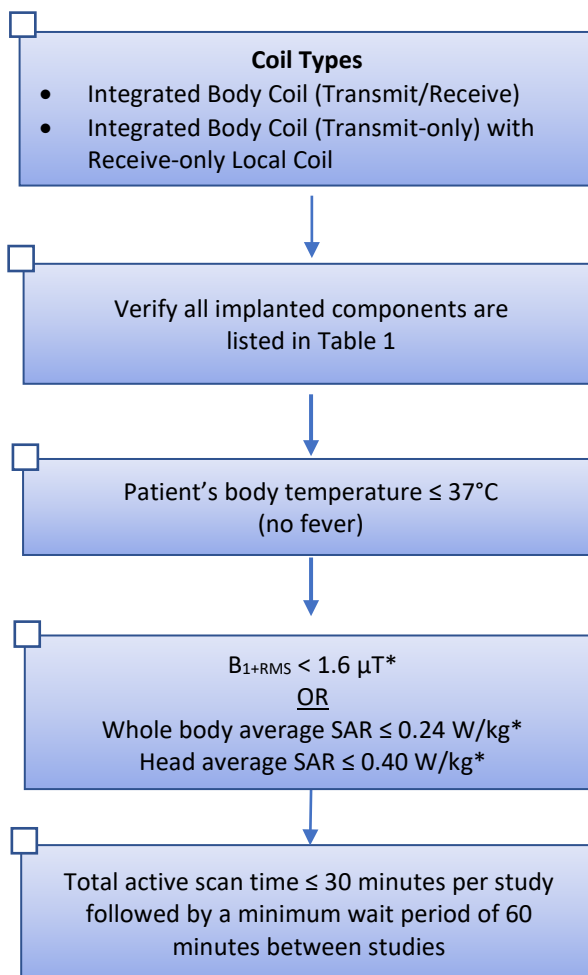 Coil Types
• Integrated Body Coil (Transmit/Receive)
• Integrated Body Coil (Transmit-only) with
Receive-only Local Coil
Verify all implanted components are
listed in Table 1
Patient’s body temperature ≤ 37°C
(no fever)
B1+RMS < 1.6 µT*
OR
Whole body average SAR ≤ 0.24 W/kg*
Head average SAR ≤ 0.40 W/kg*
Total active scan time ≤ 30 minutes per study
followed by a minimum wait period of 60
minutes between studies